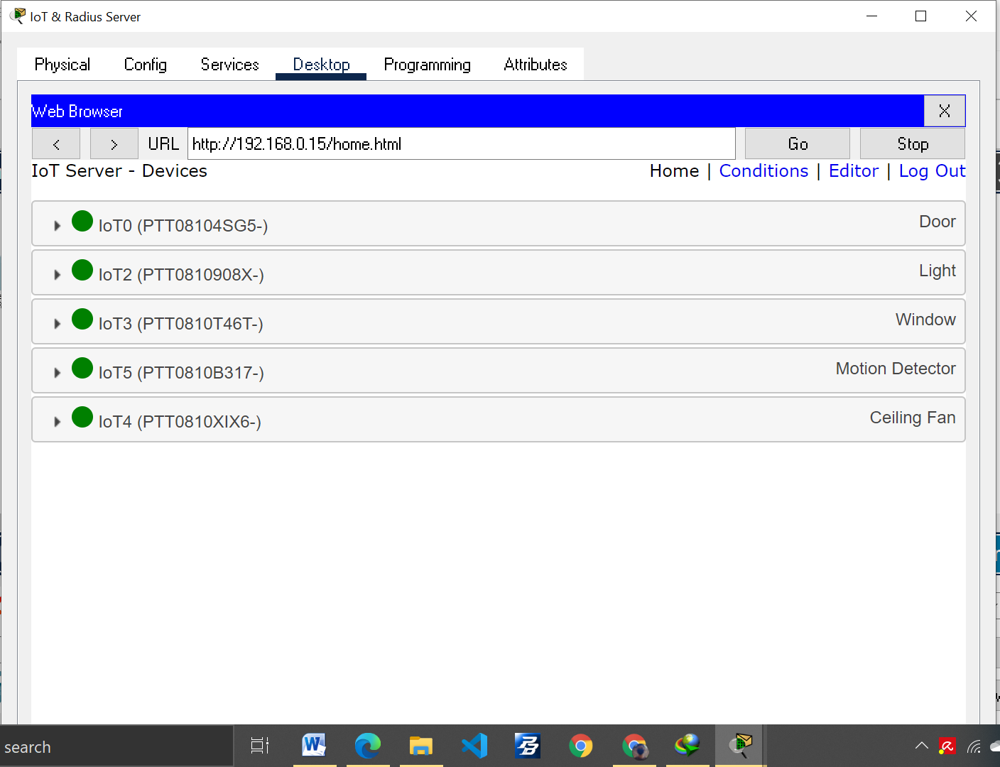 IoT & Radius Server
Physical Config Services Desktop Programming Attributes
Web Browser X
< > URL http://192.168.0.15/home.html Go Stop
IoT Server - Devices Home | Conditions | Editor | Log Out
IoT0 (PTT08104SG5-) Door
IoT2 (PTT0810908X-) Light
IoT3 (PTT0810T46T-) Window
IoT5 (PTT0810B317-) Motion Detector
IoT4 (PTT0810XIX6-) Ceiling Fan
search